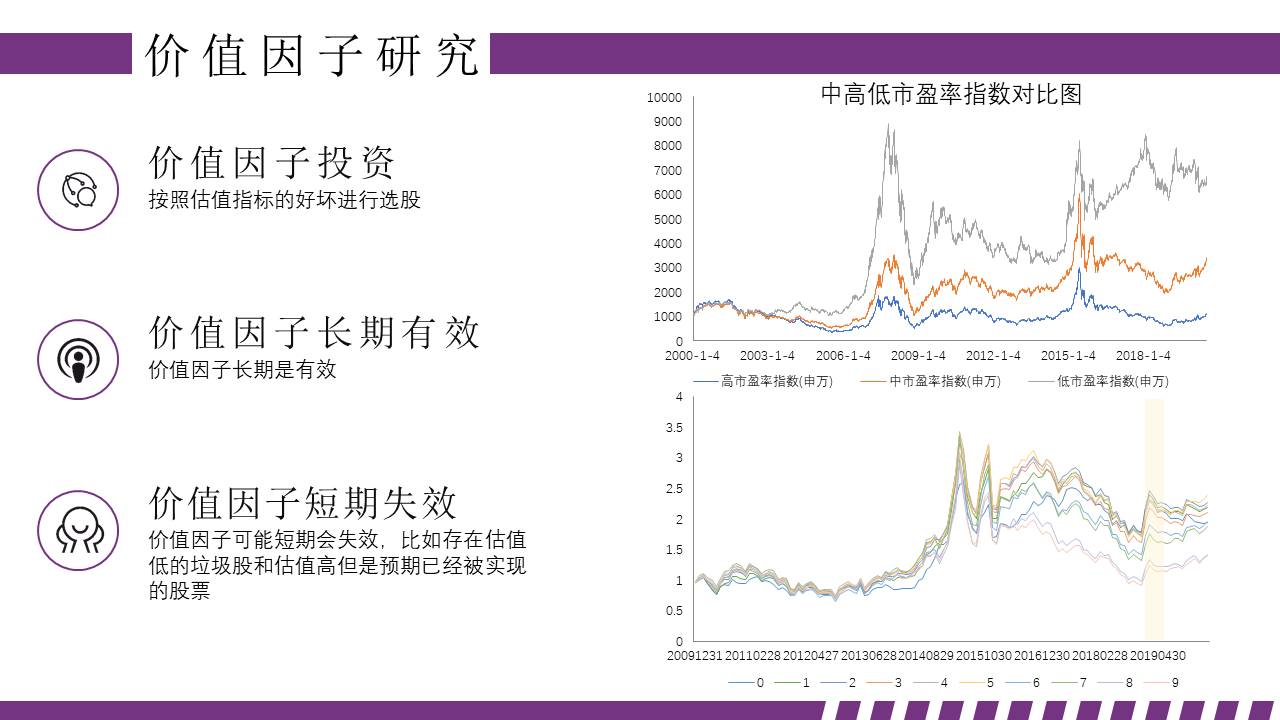 价值因子研究
价值因子投资
按照估值指标的好坏进行选股
价值因子长期有效
价值因子长期是有效
价值因子短期失效
价值因子可能短期会失效，比如存在估值
低的垃圾股和估值高但是预期已经被实现
的股票
中高低市盈率指数对比图
10000
9000
8000
7000
6000
5000
4000
3000
2000
1000
0
2000-1-4 2003-1-4 2006-1-4 2009-1-4 2012-1-4 2015-1-4 2018-1-4
高市盈率指数(申万) 中市盈率指数(申万) 低市盈率指数(申万)
4
3.5
3
2.5
2
1.5
1
0.5
0
20091231 20110228 20120427 20130628 20140829 20151030 20161230 20180228 20190430
0 1 2 3 4 5 6 7 8 9